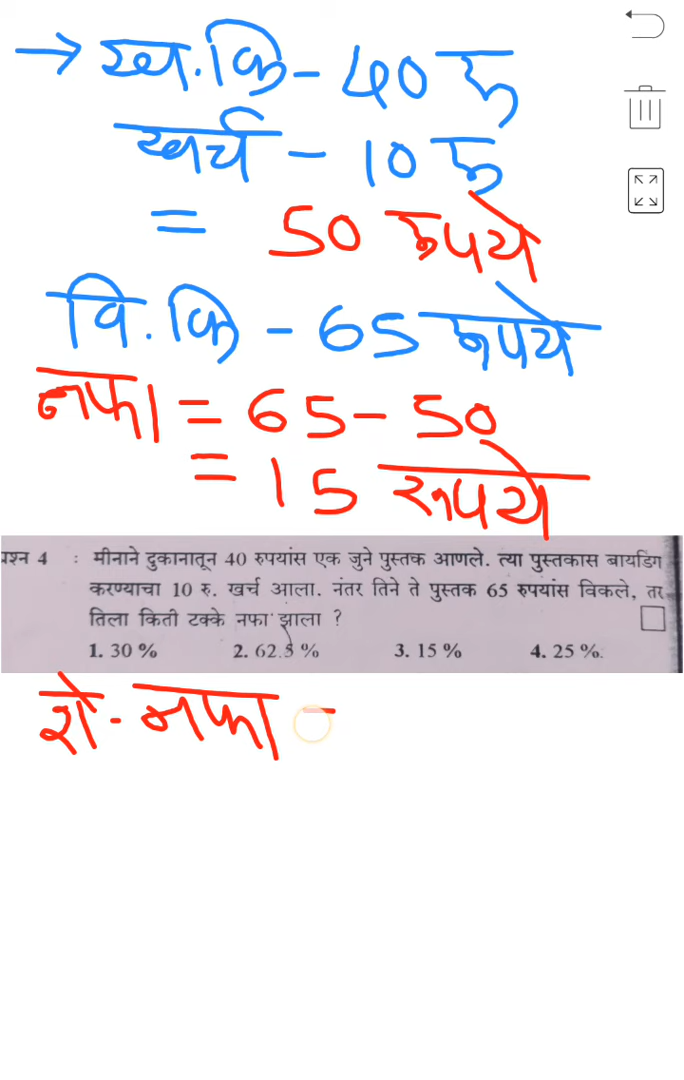 → ख.कि - 40 रु
खर्च - 10 रु
= 50 रुपये
वि.कि - 65 रुपये
नफा = 65 - 50
= 15 रुपये
प्रश्न 4 : मीनाने दुकानातून 40 रुपयांस एक जुने पुस्तक आणले. त्या पुस्तकास बायडिंग
करण्याचा 10 रु. खर्च आला. नंतर तिने ते पुस्तक 65 रुपयांस विकले, तर
तिला किती टक्के नफा झाला ?
1. 30 % 2. 62.5 % 3. 15 % 4. 25 %.
शे - नफा -